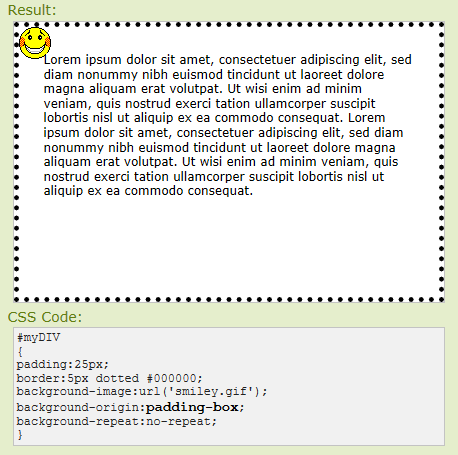 Result:
Lorem ipsum dolor sit amet, consectetuer adipiscing elit, sed
diam nonummy nibh euismod tincidunt ut laoreet dolore
magna aliquam erat volutpat. Ut wisi enim ad minim
veniam, quis nostrud exerci tation ullamcorper suscipit
lobortis nisl ut aliquip ex ea commodo consequat. Lorem
ipsum dolor sit amet, consectetuer adipiscing elit, sed diam
nonummy nibh euismod tincidunt ut laoreet dolore magna
aliquam erat volutpat. Ut wisi enim ad minim veniam, quis
nostrud exerci tation ullamcorper suscipit lobortis nisl ut
aliquip ex ea commodo consequat.
CSS Code:
#myDIV
{
padding:25px;
border:5px dotted #000000;
background-image:url('smiley.gif');
background-origin:padding-box;
background-repeat:no-repeat;
}